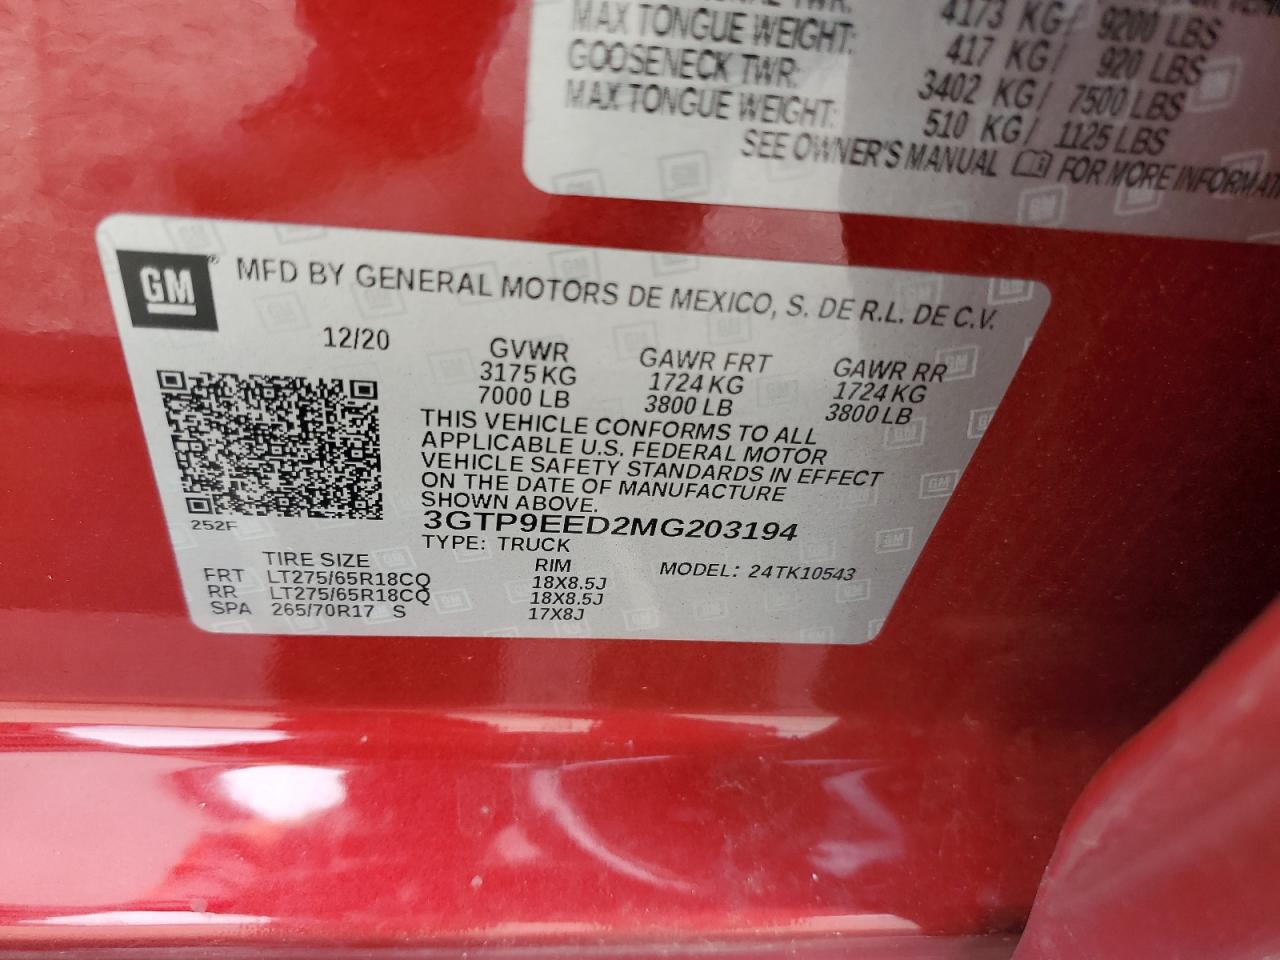 4173 KG/ 9200 LBS
MAX TONGUE WEIGHT: 417 KG/ 920 LBS
GOOSENECK TWR: 3402 KG/ 7500 LBS
MAX TONGUE WEIGHT: 510 KG/ 1125 LBS
SEE OWNER'S MANUAL FOR MORE
GM® MFD BY GENERAL MOTORS DE MEXICO, S. DE R.L. DE C.V.
12/20 GVWR GAWR FRT GAWR RR
3175 KG 1724 KG 1724 KG
7000 LB 3800 LB 3800 LB
THIS VEHICLE CONFORMS TO ALL
APPLICABLE U.S. FEDERAL MOTOR
VEHICLE SAFETY STANDARDS IN EFFECT
ON THE DATE OF MANUFACTURE
SHOWN ABOVE.
252F 3GTP9EED2MG203194
TYPE: TRUCK
TIRE SIZE RIM MODEL: 24TK10543
FRT LT275/65R18CQ 18X8.5J
RR LT275/65R18CQ 18X8.5J
SPA 265/70R17 S 17X8J